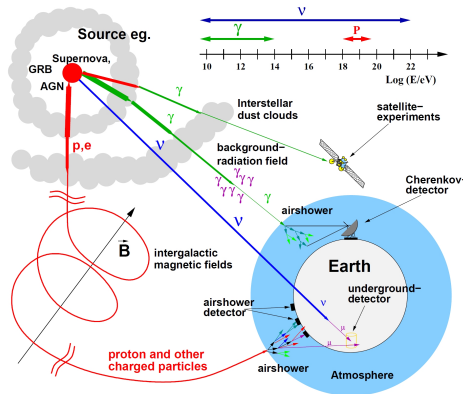 Source eg.
Supernova,
GRB
AGN
ν
γ
P
10 12 14 16 18 20 22
Log (E/eV)
γ
Interstellar
dust clouds
satellite−
experiments
p,e
γ
ν
background−
radiation field
γγγ
γγγ
γ
ν
Cherenkov−
detector
airshower
B
intergalactic
magnetic fields
Earth
airshower
detector
ν
underground−
detector
μ
μ
proton and other
charged particles
airshower
Atmosphere